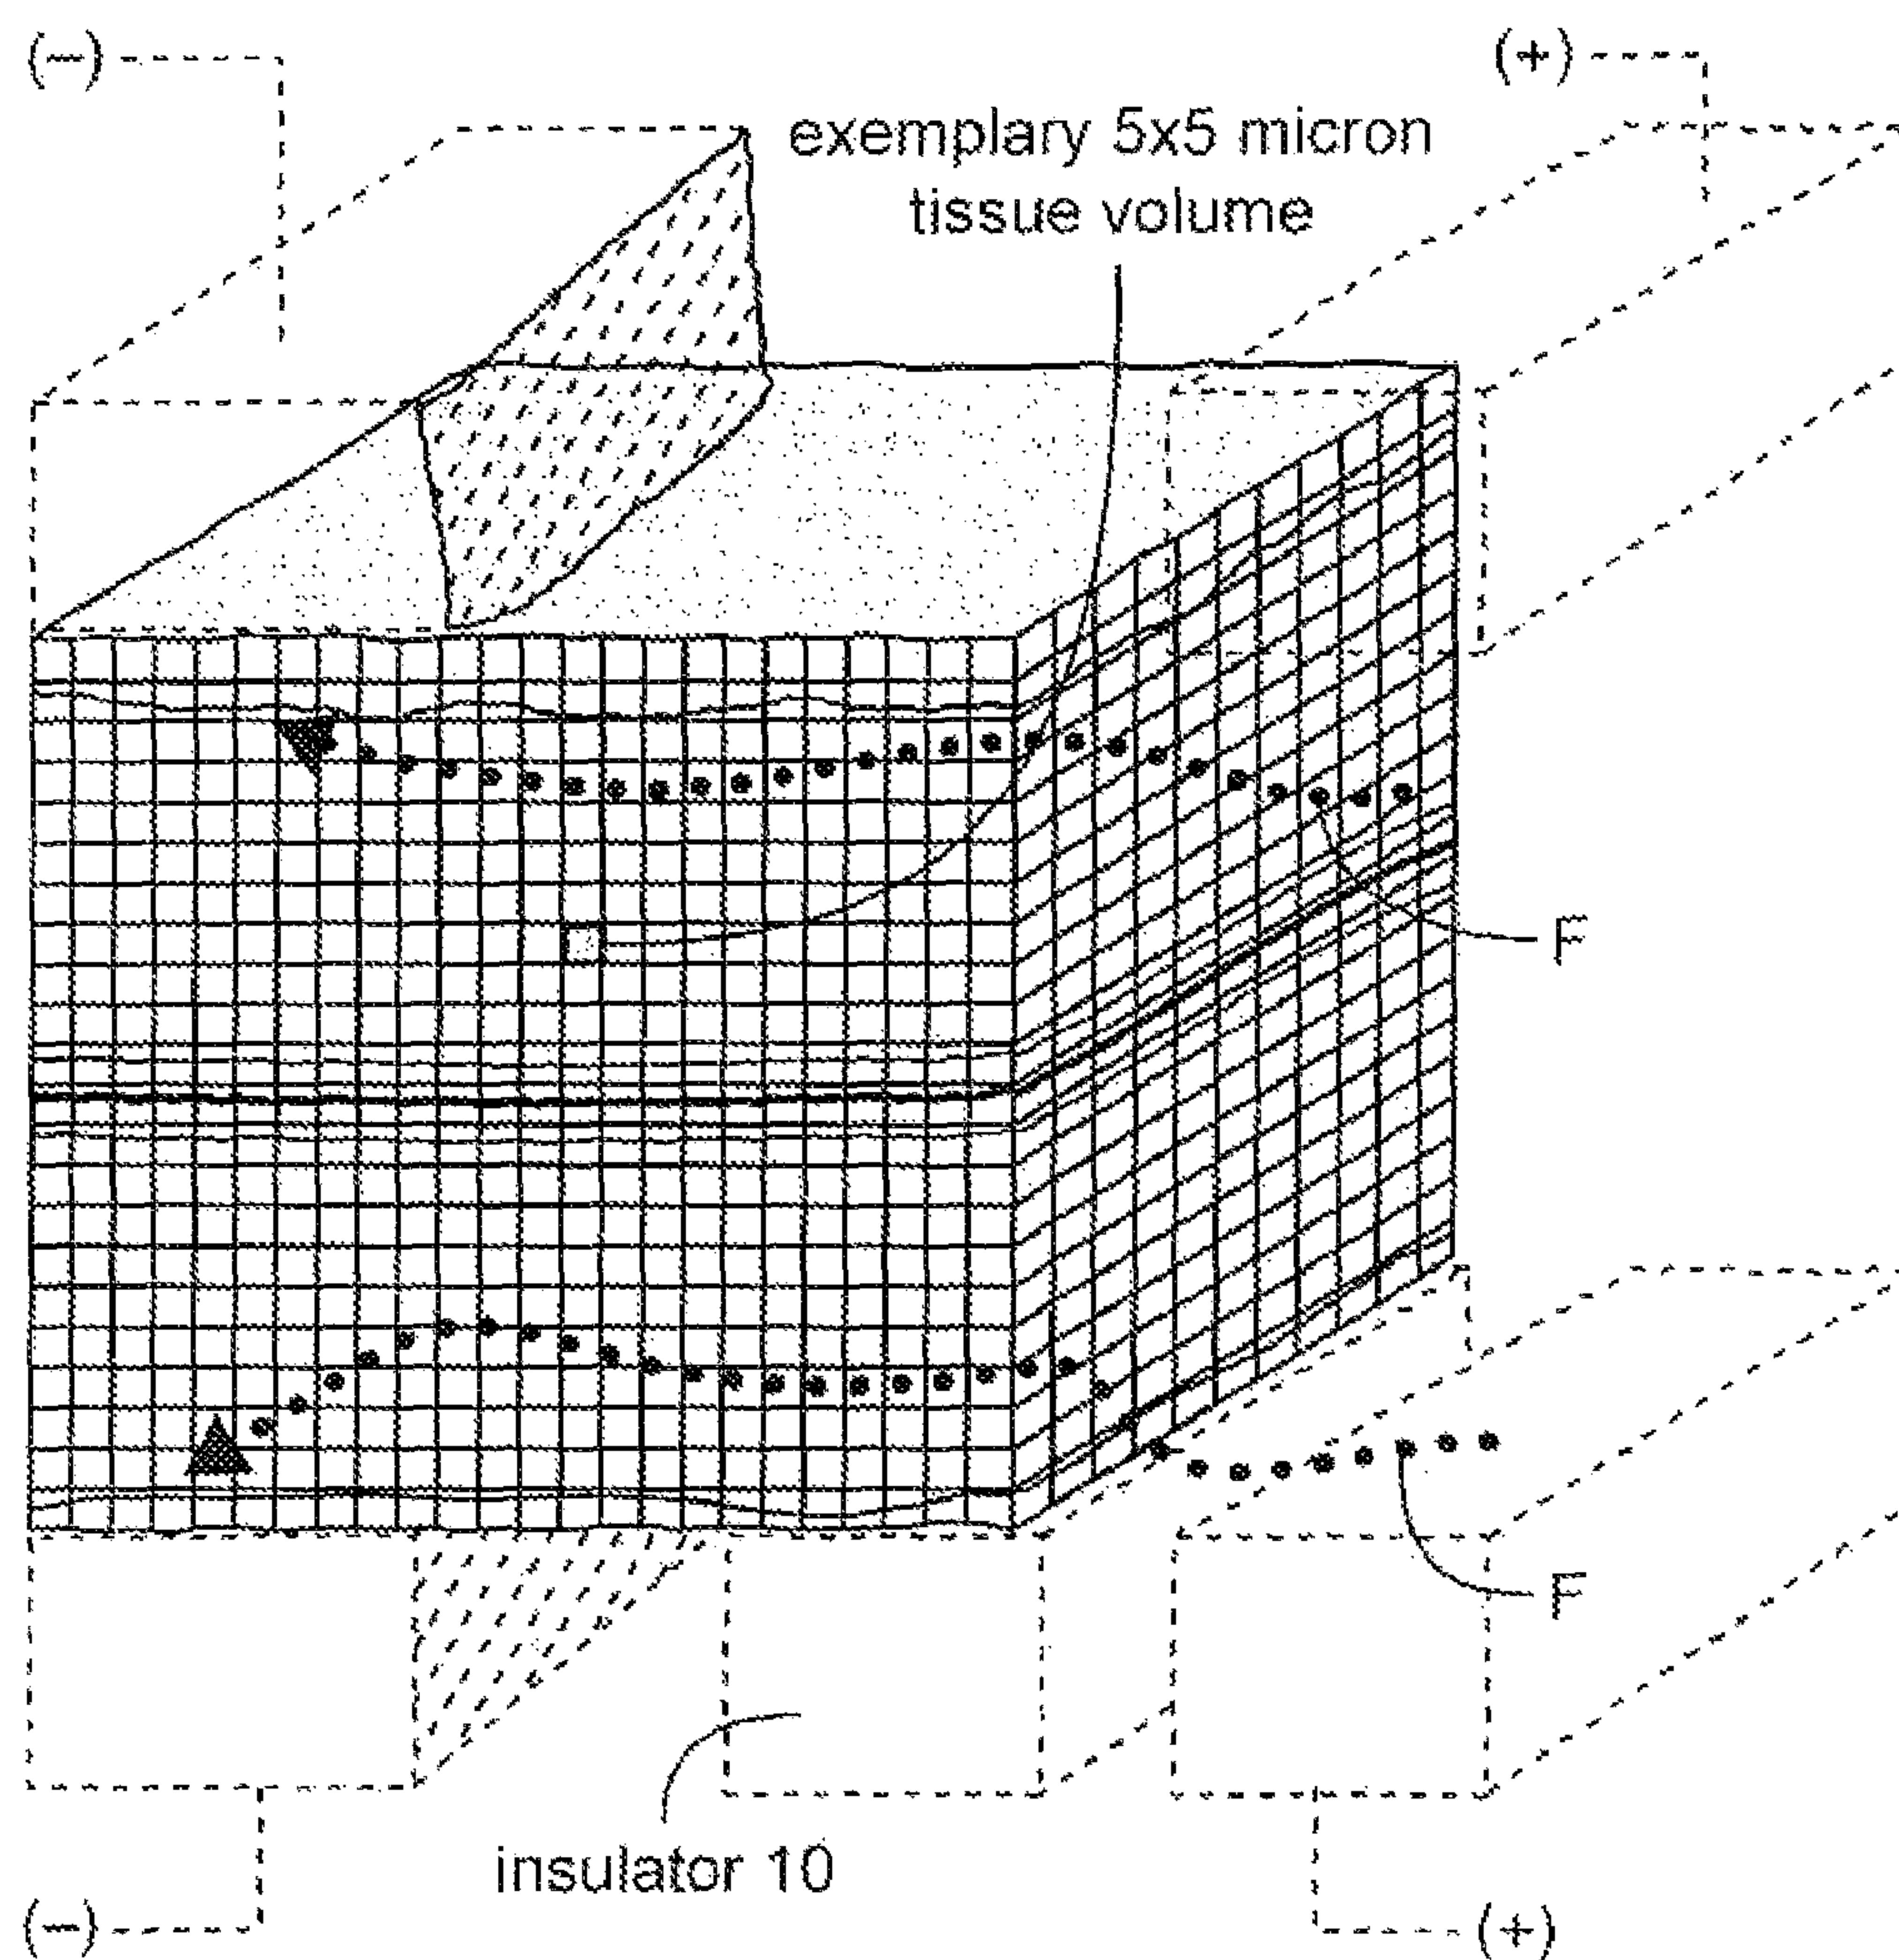 (−)
(+)
exemplary 5x5 micron
tissue volume
F
F
insulator 10
(−)
(+)